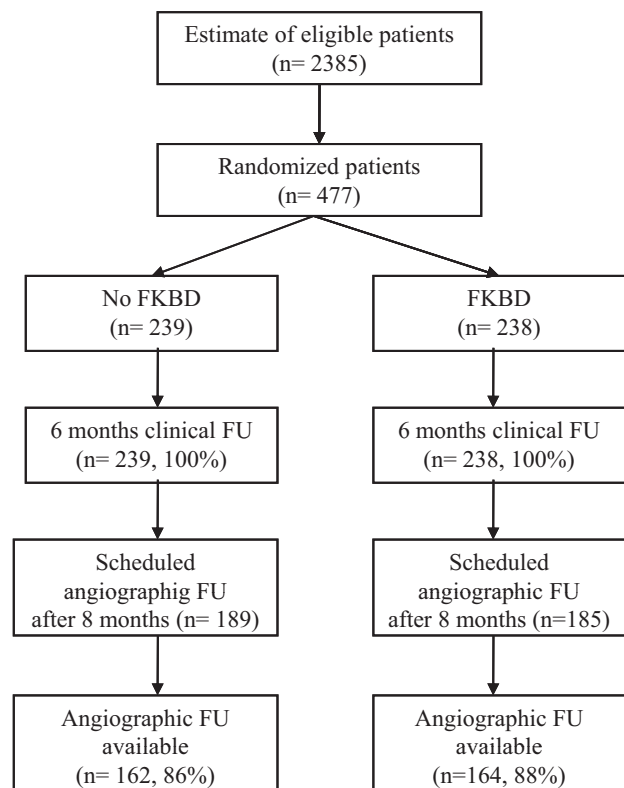 Estimate of eligible patients
(n= 2385)
Randomized patients
(n= 477)
No FKBD
(n= 239)
FKBD
(n= 238)
6 months clinical FU
(n= 239, 100%)
6 months clinical FU
(n= 238, 100%)
Scheduled
angiographig FU
after 8 months (n= 189)
Scheduled
angiographic FU
after 8 months (n=185)
Angiographic FU
available
(n= 162, 86%)
Angiographic FU
available
(n=164, 88%)